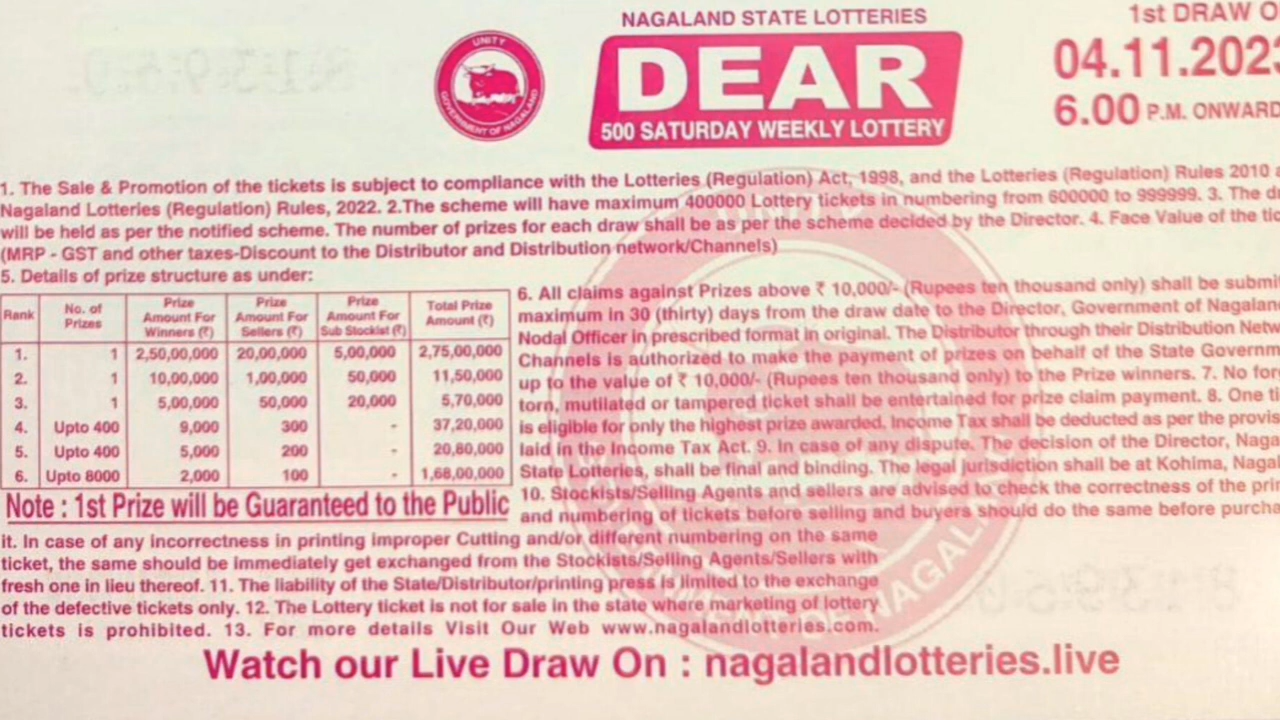 NAGALAND STATE LOTTERIES
UNITY
GOVERNMENT OF NAGALAND
DEAR
500 SATURDAY WEEKLY LOTTERY
1st DRAW O
04.11.202
6.00 P.M. ONWARD
1. The Sale & Promotion of the tickets is subject to compliance with the Lotteries (Regulation) Act, 1998, and the Lotteries (Regulation) Rules 2010
Nagaland Lotteries (Regulation) Rules, 2022. 2.The scheme will have maximum 400000 Lottery tickets in numbering from 600000 to 999999. 3. The d
will be held as per the notified scheme. The number of prizes for each draw shall be as per the scheme decided by the Director. 4. Face Value of the tic
(MRP - GST and other taxes-Discount to the Distributor and Distribution network/Channels)
5. Details of prize structure as under:
Rank No. of Prizes Prize Amount For Winners (₹) Prize Amount For Sellers (₹) Prize Amount For Sub Stockist (₹) Total Prize Amount (₹)
1. 1 2,50,00,000 20,00,000 5,00,000 2,75,00,000
2. 1 10,00,000 1,00,000 50,000 11,50,000
3. 1 5,00,000 50,000 20,000 5,70,000
4. Upto 400 9,000 300 - 37,20,000
5. Upto 400 5,000 200 - 20,80,000
6. Upto 8000 2,000 100 - 1,68,00,000
Note : 1st Prize will be Guaranteed to the Public
6. All claims against Prizes above ₹ 10,000/- (Rupees ten thousand only) shall be submi
maximum in 30 (thirty) days from the draw date to the Director, Government of Nagalan
Nodal Officer in prescribed format in original. The Distributor through their Distribution Netw
Channels is authorized to make the payment of prizes on behalf of the State Governm
up to the value of ₹ 10,000/- (Rupees ten thousand only) to the Prize winners. 7. No for
torn, mutilated or tampered ticket shall be entertained for prize claim payment. 8. One ti
is eligible for only the highest prize awarded. Income Tax shall be deducted as per the provis
laid in the Income Tax Act. 9. In case of any dispute. The decision of the Director, Naga
State Lotteries, shall be final and binding. The legal jurisdiction shall be at Kohima, Nagal
10. Stockists/Selling Agents and sellers are advised to check the correctness of the prin
and numbering of tickets before selling and buyers should do the same before purcha
it. In case of any incorrectness in printing improper Cutting and/or different numbering on the same
ticket, the same should be immediately get exchanged from the Stockists/Selling Agents/Sellers with
fresh one in lieu thereof. 11. The liability of the State/Distributor/printing press is limited to the exchange
of the defective tickets only. 12. The Lottery ticket is not for sale in the state where marketing of lottery
tickets is prohibited. 13. For more details Visit Our Web www.nagalandlotteries.com.
Watch our Live Draw On : nagalandlotteries.live